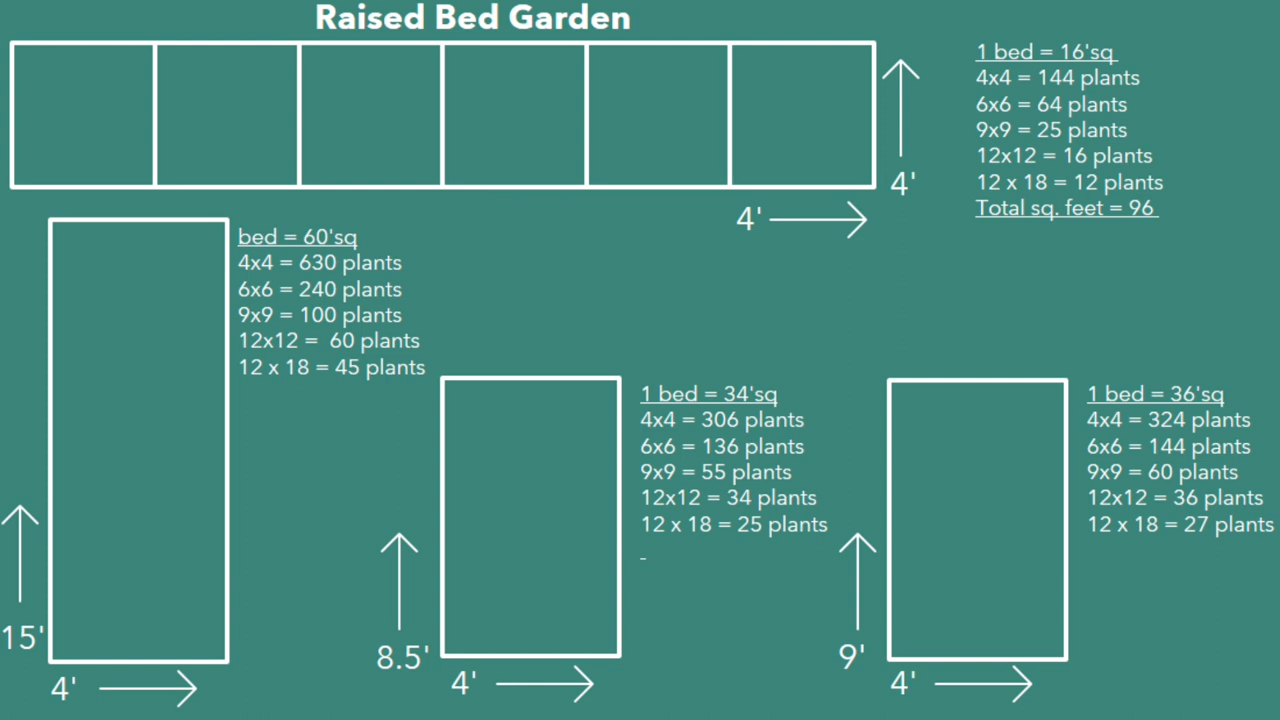 Raised Bed Garden
1 bed = 16'sq
4x4 = 144 plants
6x6 = 64 plants
9x9 = 25 plants
12x12 = 16 plants
12 x 18 = 12 plants
Total sq. feet = 96
4'
4'
bed = 60'sq
4x4 = 630 plants
6x6 = 240 plants
9x9 = 100 plants
12x12 =  60 plants
12 x 18 = 45 plants
15'
4'
1 bed = 34'sq
4x4 = 306 plants
6x6 = 136 plants
9x9 = 55 plants
12x12 = 34 plants
12 x 18 = 25 plants
8.5'
4'
1 bed = 36'sq
4x4 = 324 plants
6x6 = 144 plants
9x9 = 60 plants
12x12 = 36 plants
12 x 18 = 27 plants
9'
4'